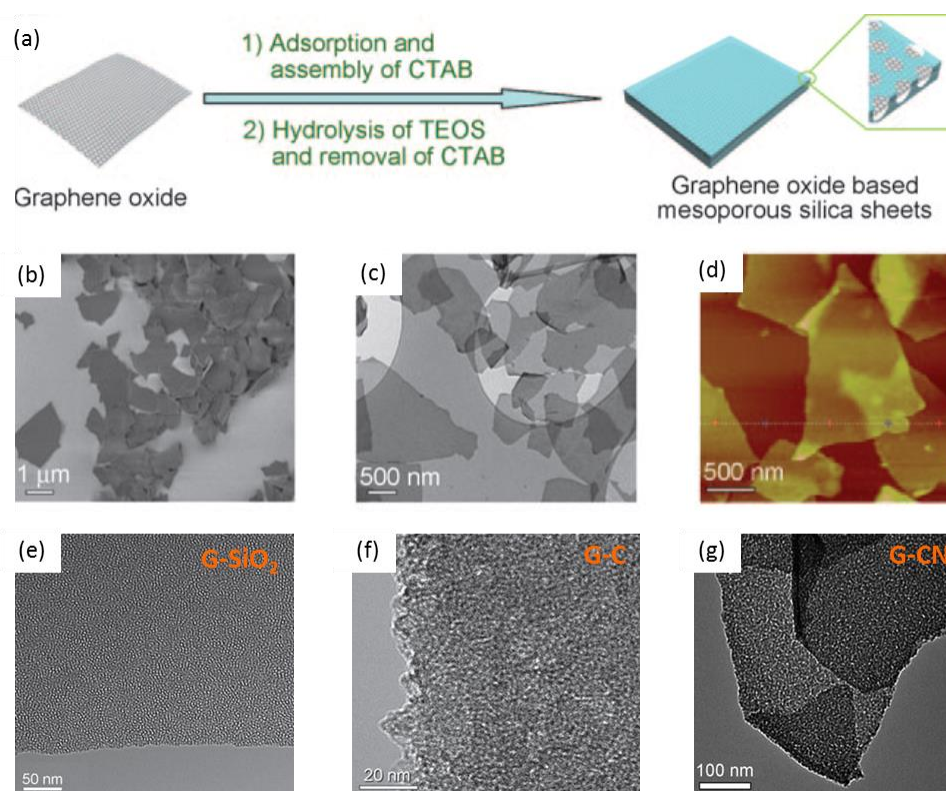 (a)
1) Adsorption and
assembly of CTAB
2) Hydrolysis of TEOS
and removal of CTAB
Graphene oxide
Graphene oxide based
mesoporous silica sheets
(b)
1 μm
(c)
500 nm
(d)
500 nm
(e)
G-SiO₂
50 nm
(f)
G-C
20 nm
(g)
G-CN
100 nm